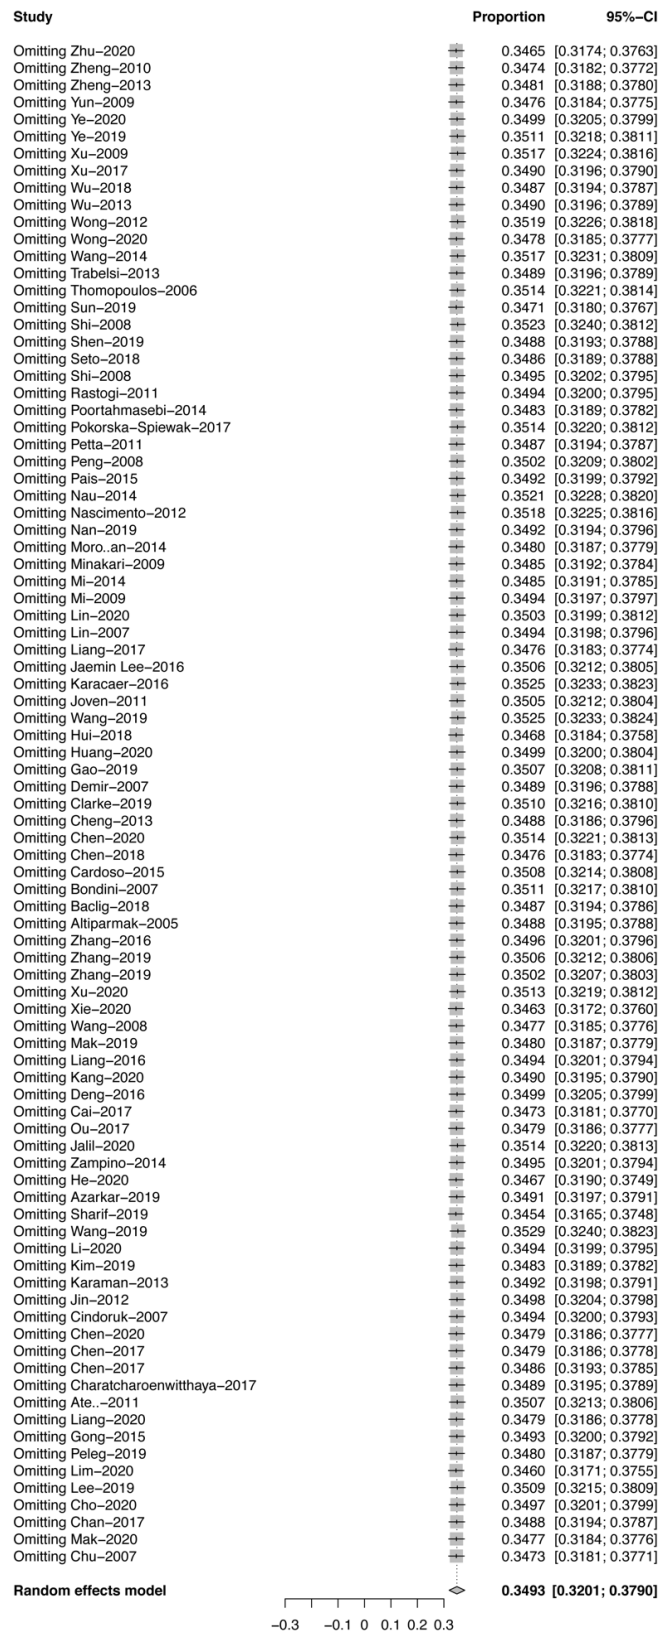 Study Proportion 95%−CI
Omitting Zhu−2020 0.3465 [0.3174; 0.3763]
Omitting Zheng−2010 0.3474 [0.3182; 0.3772]
Omitting Zheng−2013 0.3481 [0.3188; 0.3780]
Omitting Yun−2009 0.3476 [0.3184; 0.3775]
Omitting Ye−2020 0.3499 [0.3205; 0.3799]
Omitting Ye−2019 0.3511 [0.3218; 0.3811]
Omitting Xu−2009 0.3517 [0.3224; 0.3816]
Omitting Xu−2017 0.3490 [0.3196; 0.3790]
Omitting Wu−2018 0.3487 [0.3194; 0.3787]
Omitting Wu−2013 0.3490 [0.3196; 0.3789]
Omitting Wong−2012 0.3519 [0.3226; 0.3818]
Omitting Wong−2020 0.3478 [0.3185; 0.3777]
Omitting Wang−2014 0.3517 [0.3231; 0.3809]
Omitting Trabelsi−2013 0.3489 [0.3196; 0.3789]
Omitting Thomopoulos−2006 0.3514 [0.3221; 0.3814]
Omitting Sun−2019 0.3471 [0.3180; 0.3767]
Omitting Shi−2008 0.3523 [0.3240; 0.3812]
Omitting Shen−2019 0.3488 [0.3193; 0.3788]
Omitting Seto−2018 0.3486 [0.3189; 0.3788]
Omitting Shi−2008 0.3495 [0.3202; 0.3795]
Omitting Rastogi−2011 0.3494 [0.3200; 0.3795]
Omitting Poortahmasebi−2014 0.3483 [0.3189; 0.3782]
Omitting Pokorska−Spiewak−2017 0.3514 [0.3220; 0.3812]
Omitting Petta−2011 0.3487 [0.3194; 0.3787]
Omitting Peng−2008 0.3502 [0.3209; 0.3802]
Omitting Pais−2015 0.3492 [0.3199; 0.3792]
Omitting Nau−2014 0.3521 [0.3228; 0.3820]
Omitting Nascimento−2012 0.3518 [0.3225; 0.3816]
Omitting Nan−2019 0.3492 [0.3194; 0.3796]
Omitting Moro..an−2014 0.3480 [0.3187; 0.3779]
Omitting Minakari−2009 0.3485 [0.3192; 0.3784]
Omitting Mi−2014 0.3485 [0.3191; 0.3785]
Omitting Mi−2009 0.3494 [0.3197; 0.3797]
Omitting Lin−2020 0.3503 [0.3199; 0.3812]
Omitting Lin−2007 0.3494 [0.3198; 0.3796]
Omitting Liang−2017 0.3476 [0.3183; 0.3774]
Omitting Jaemin Lee−2016 0.3506 [0.3212; 0.3805]
Omitting Karacaer−2016 0.3525 [0.3233; 0.3823]
Omitting Joven−2011 0.3505 [0.3212; 0.3804]
Omitting Wang−2019 0.3525 [0.3233; 0.3824]
Omitting Hui−2018 0.3468 [0.3184; 0.3758]
Omitting Huang−2020 0.3499 [0.3200; 0.3804]
Omitting Gao−2019 0.3507 [0.3208; 0.3811]
Omitting Demir−2007 0.3489 [0.3196; 0.3788]
Omitting Clarke−2019 0.3510 [0.3216; 0.3810]
Omitting Cheng−2013 0.3488 [0.3186; 0.3796]
Omitting Chen−2020 0.3514 [0.3221; 0.3813]
Omitting Chen−2018 0.3476 [0.3183; 0.3774]
Omitting Cardoso−2015 0.3508 [0.3214; 0.3808]
Omitting Bondini−2007 0.3511 [0.3217; 0.3810]
Omitting Baclig−2018 0.3487 [0.3194; 0.3786]
Omitting Altiparmak−2005 0.3488 [0.3195; 0.3788]
Omitting Zhang−2016 0.3496 [0.3201; 0.3796]
Omitting Zhang−2019 0.3506 [0.3212; 0.3806]
Omitting Zhang−2019 0.3502 [0.3207; 0.3803]
Omitting Xu−2020 0.3513 [0.3219; 0.3812]
Omitting Xie−2020 0.3463 [0.3172; 0.3760]
Omitting Wang−2008 0.3477 [0.3185; 0.3776]
Omitting Mak−2019 0.3480 [0.3187; 0.3779]
Omitting Liang−2016 0.3494 [0.3201; 0.3794]
Omitting Kang−2020 0.3490 [0.3195; 0.3790]
Omitting Deng−2016 0.3499 [0.3205; 0.3799]
Omitting Cai−2017 0.3473 [0.3181; 0.3770]
Omitting Ou−2017 0.3479 [0.3186; 0.3777]
Omitting Jalil−2020 0.3514 [0.3220; 0.3813]
Omitting Zampino−2014 0.3495 [0.3201; 0.3794]
Omitting He−2020 0.3467 [0.3190; 0.3749]
Omitting Azarkar−2019 0.3491 [0.3197; 0.3791]
Omitting Sharif−2019 0.3454 [0.3165; 0.3748]
Omitting Wang−2019 0.3529 [0.3240; 0.3823]
Omitting Li−2020 0.3494 [0.3199; 0.3795]
Omitting Kim−2019 0.3483 [0.3189; 0.3782]
Omitting Karaman−2013 0.3492 [0.3198; 0.3791]
Omitting Jin−2012 0.3498 [0.3204; 0.3798]
Omitting Cindoruk−2007 0.3494 [0.3200; 0.3793]
Omitting Chen−2020 0.3479 [0.3186; 0.3777]
Omitting Chen−2017 0.3479 [0.3186; 0.3778]
Omitting Chen−2017 0.3486 [0.3193; 0.3785]
Omitting Charatcharoenwitthaya−2017 0.3489 [0.3195; 0.3789]
Omitting Ate..−2011 0.3507 [0.3213; 0.3806]
Omitting Liang−2020 0.3479 [0.3186; 0.3778]
Omitting Gong−2015 0.3493 [0.3200; 0.3792]
Omitting Peleg−2019 0.3480 [0.3187; 0.3779]
Omitting Lim−2020 0.3460 [0.3171; 0.3755]
Omitting Lee−2019 0.3509 [0.3215; 0.3809]
Omitting Cho−2020 0.3497 [0.3201; 0.3799]
Omitting Chan−2017 0.3488 [0.3194; 0.3787]
Omitting Mak−2020 0.3477 [0.3184; 0.3776]
Omitting Chu−2007 0.3473 [0.3181; 0.3771]
Random effects model 0.3493 [0.3201; 0.3790]
−0.3 −0.1 0 0.1 0.2 0.3